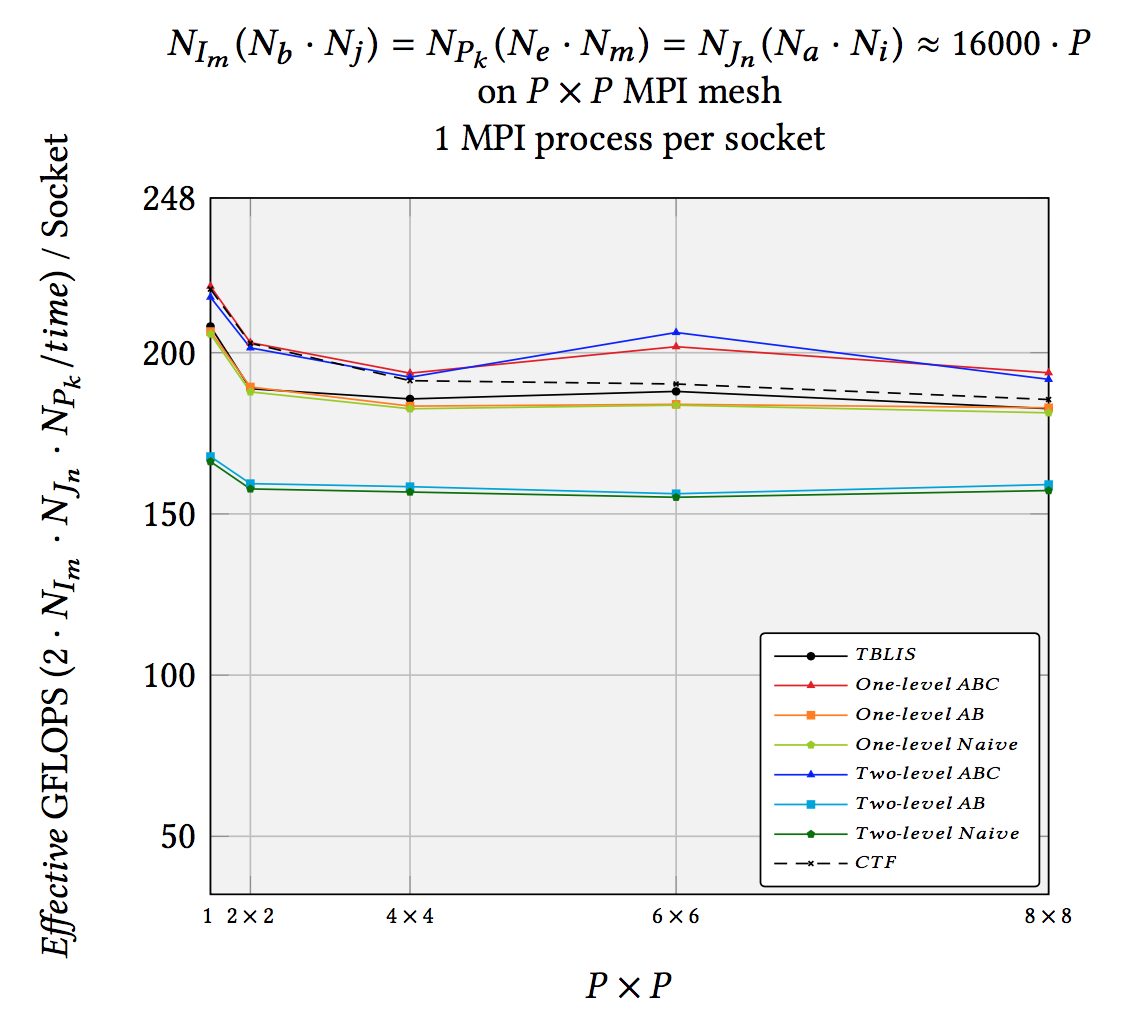 N_{I_m}(N_b · N_j) = N_{P_k}(N_e · N_m) = N_{J_n}(N_a · N_i) ≈ 16000 · P
on P × P MPI mesh
1 MPI process per socket
Effective GFLOPS (2 · N_{I_m} · N_{J_n} · N_{P_k}/time) / Socket
248
200
150
100
50
TBLIS
One-level ABC
One-level AB
One-level Naive
Two-level ABC
Two-level AB
Two-level Naive
CTF
1 2 × 2 4 × 4 6 × 6 8 × 8
P × P